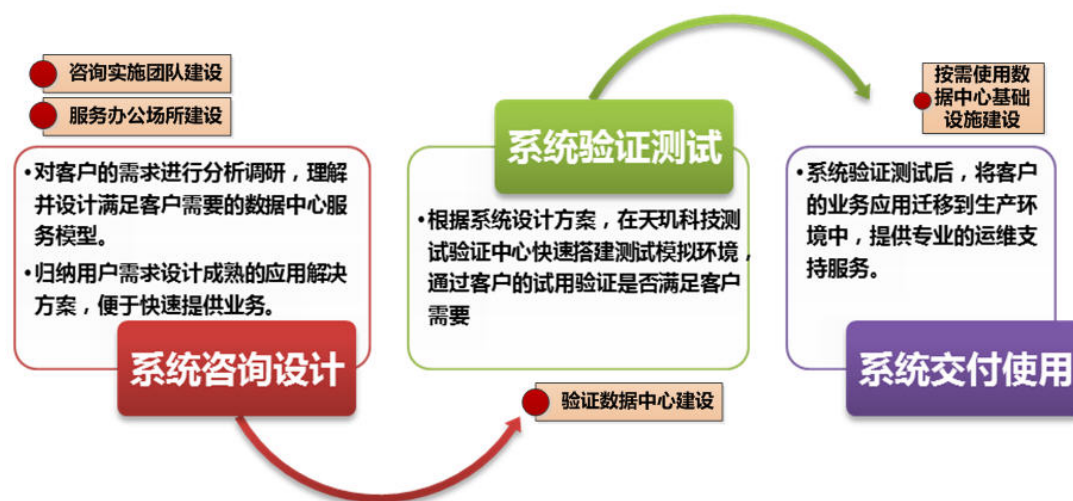 咨询实施团队建设
服务办公场所建设
•对客户的需求进行分析调研，理解
并设计满足客户需要的数据中心服
务模型。
•归纳用户需求设计成熟的应用解决
方案，便于快速提供业务。
系统咨询设计
系统验证测试
•根据系统设计方案，在天玑科技测
试验证中心快速搭建测试模拟环境，
通过客户的试用验证是否满足客户
需要
验证数据中心建设
按需使用数
据中心基础
设施建设
•系统验证测试后，将客户
的业务应用迁移到生产环
境中，提供专业的运维支
持服务。
系统交付使用